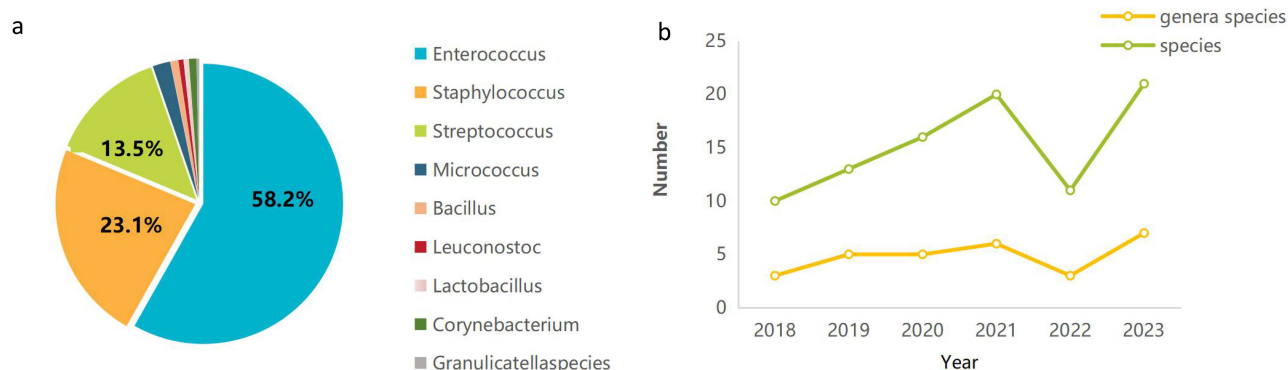 a
58.2%
23.1%
13.5%
Enterococcus
Staphylococcus
Streptococcus
Micrococcus
Bacillus
Leuconostoc
Lactobacillus
Corynebacterium
Granulicatellaspecies
b
genera species
species
Number
25
20
15
10
5
0
2018 2019 2020 2021 2022 2023
Year